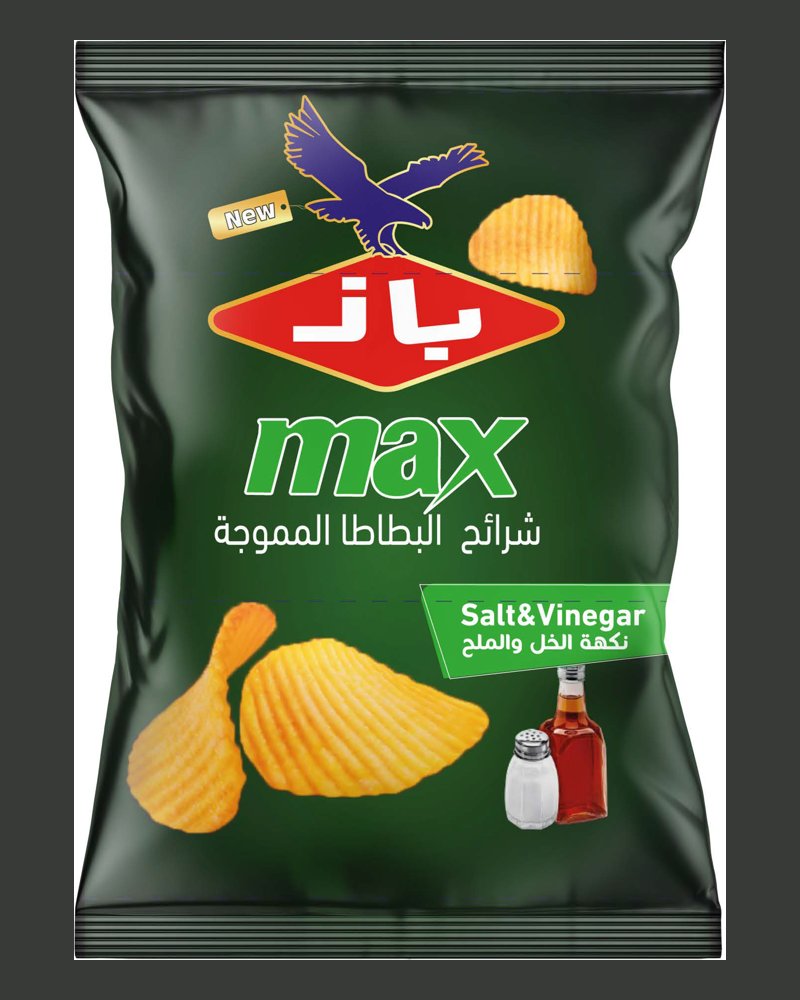 New
باز
max
شرائح البطاطا المموجة
Salt&Vinegar
نكهة الخل والملح